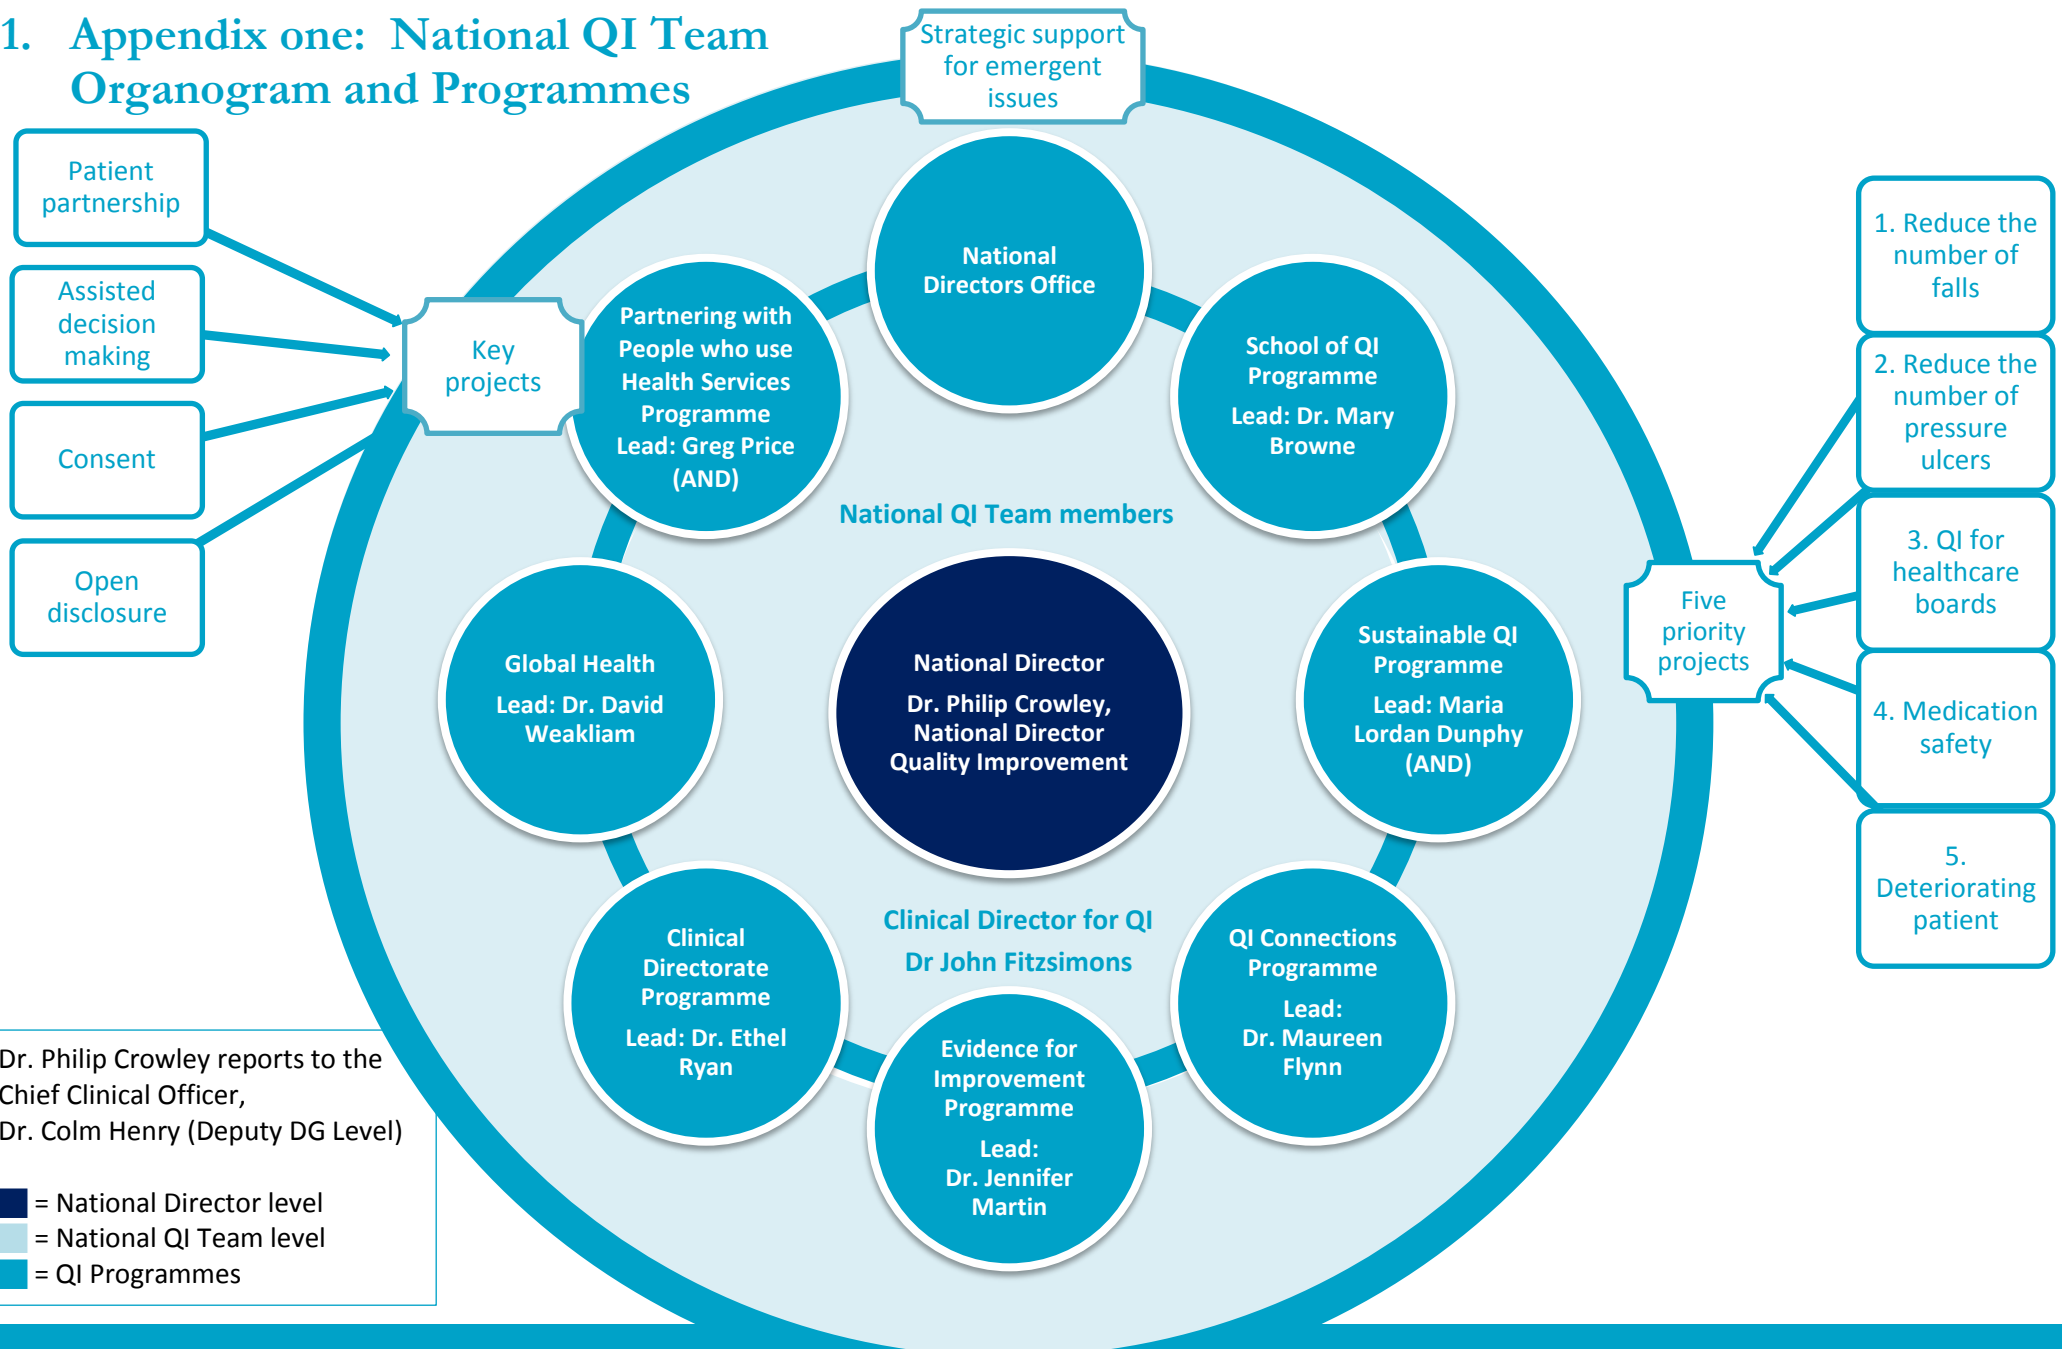 1. Appendix one: National QI Team
Organogram and Programmes
Strategic support
for emergent
issues
Patient
partnership
Assisted
decision
making
Consent
Open
disclosure
Key
projects
National
Directors Office
Partnering with
People who use
Health Services
Programme
Lead: Greg Price
(AND)
School of QI
Programme
Lead: Dr. Mary
Browne
National QI Team members
Global Health
Lead: Dr. David
Weakliam
National Director
Dr. Philip Crowley,
National Director
Quality Improvement
Sustainable QI
Programme
Lead: Maria
Lordan Dunphy
(AND)
Clinical Director for QI
Dr John Fitzsimons
Clinical
Directorate
Programme
Lead: Dr. Ethel
Ryan
Evidence for
Improvement
Programme
Lead:
Dr. Jennifer
Martin
QI Connections
Programme
Lead:
Dr. Maureen
Flynn
Five
priority
projects
1. Reduce the
number of
falls
2. Reduce the
number of
pressure
ulcers
3. QI for
healthcare
boards
4. Medication
safety
5.
Deteriorating
patient
Dr. Philip Crowley reports to the
Chief Clinical Officer,
Dr. Colm Henry (Deputy DG Level)
= National Director level
= National QI Team level
= QI Programmes